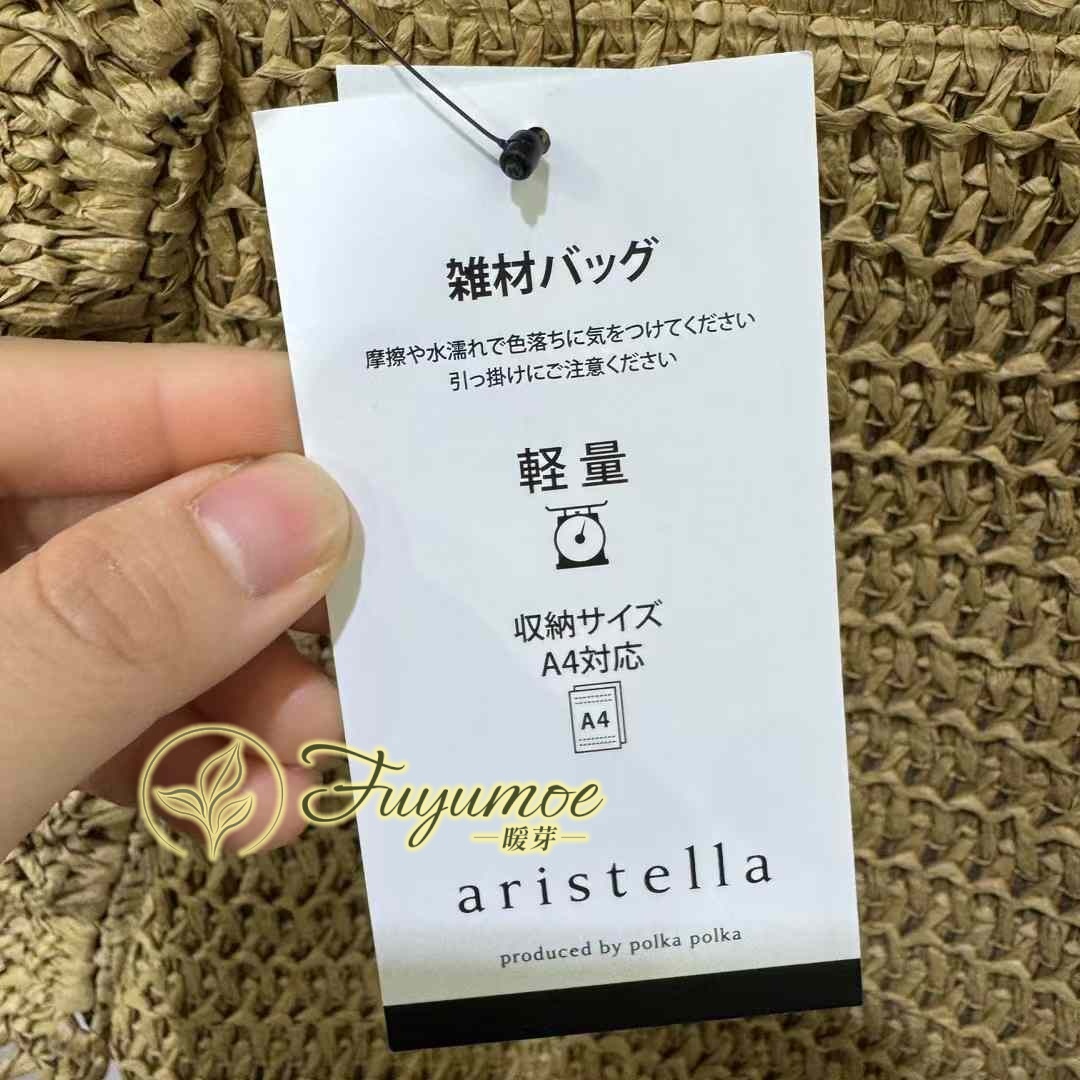 雑材バッグ
摩擦や水濡れで色落ちに気をつけてください
引っ掛けにご注意ください
軽量
収納サイズ
A4対応
A4
Fuyumoe
暖芽
aristella
produced by polka polka